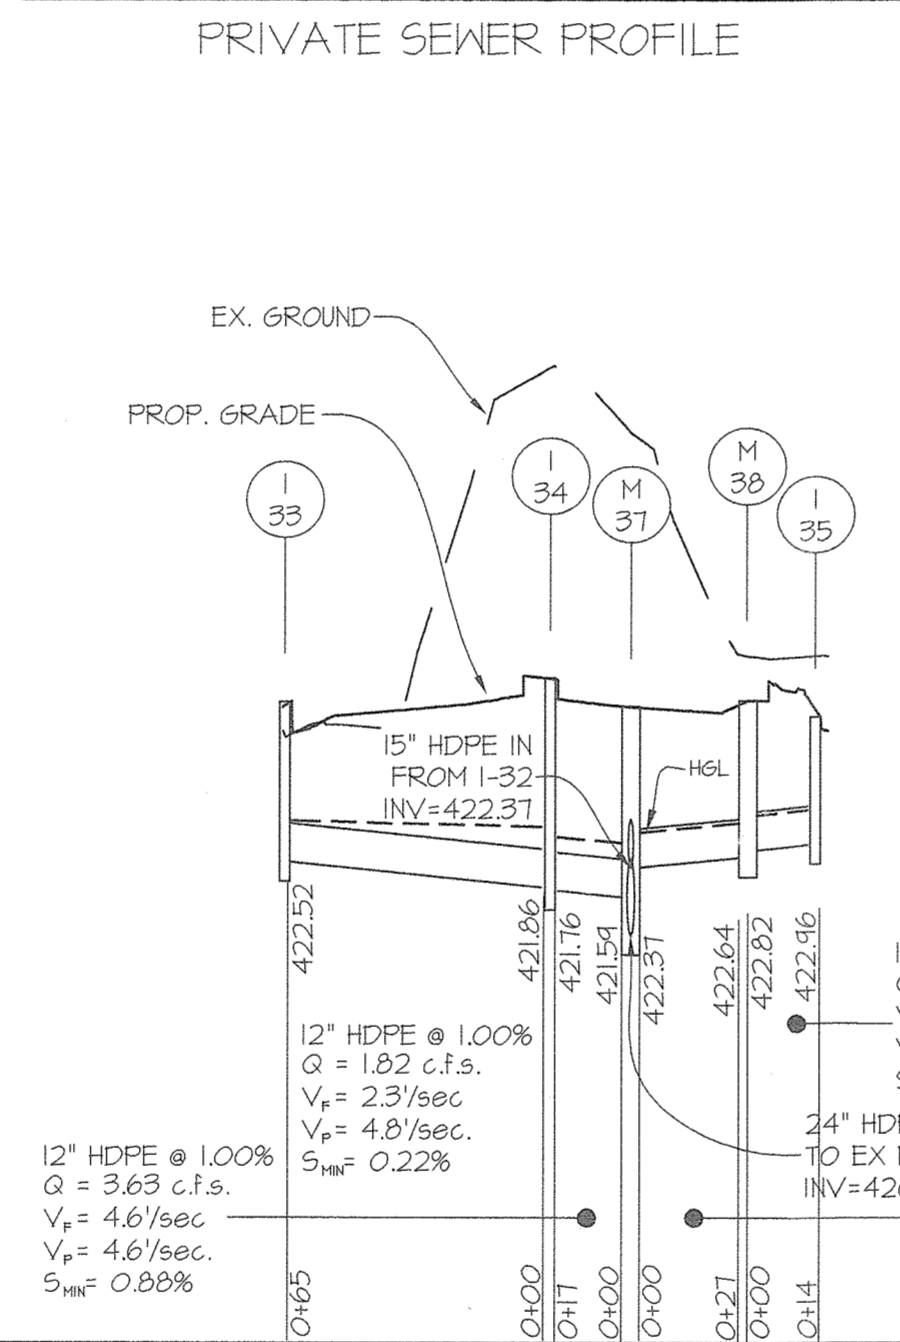 PRIVATE SEWER PROFILE
EX. GROUND
PROP. GRADE
I
33
I
34
M
37
M
38
I
35
15" HDPE IN
FROM I-32
INV=422.37
HGL
422.52
421.86
421.76
421.59
422.37
422.64
422.82
422.96
12" HDPE @ 1.00%
Q = 1.82 c.f.s.
VF= 2.3'/sec
VP= 4.8'/sec.
SMIN= 0.22%
12" HDPE @ 1.00%
Q = 3.63 c.f.s.
VF= 4.6'/sec
VP= 4.6'/sec.
SMIN= 0.88%
24"
TO EX
0+65
0+00
0+17
0+00
0+00
0+27
0+00
0+14